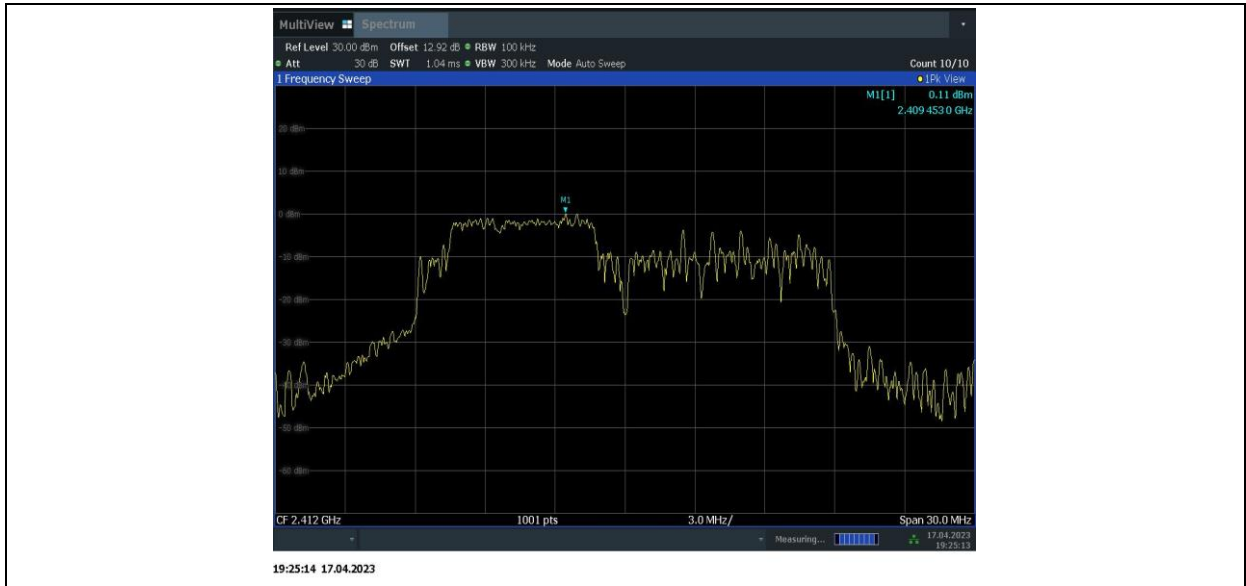 MultiView Spectrum
Ref Level 30.00 dBm Offset 12.92 dB RBW 100 kHz
Att 30 dB SWT 1.04 ms VBW 300 kHz Mode Auto Sweep Count 10/10
1 Frequency Sweep 1Pk View
M1[1] 0.11 dBm
2.409 453 0 GHz
20 dBm
10 dBm
M1
0 dBm
-10 dBm
-20 dBm
-30 dBm
-50 dBm
-60 dBm
CF 2.412 GHz 1001 pts 3.0 MHz/ Span 30.0 MHz
Measuring... 17.04.2023
19:25:13
19:25:14 17.04.2023